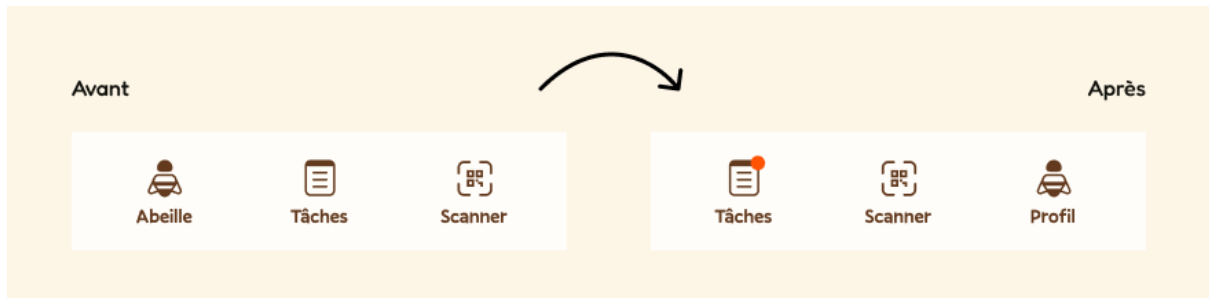 Avant
Après
Abeille
Tâches
Scanner
Tâches
Scanner
Profil